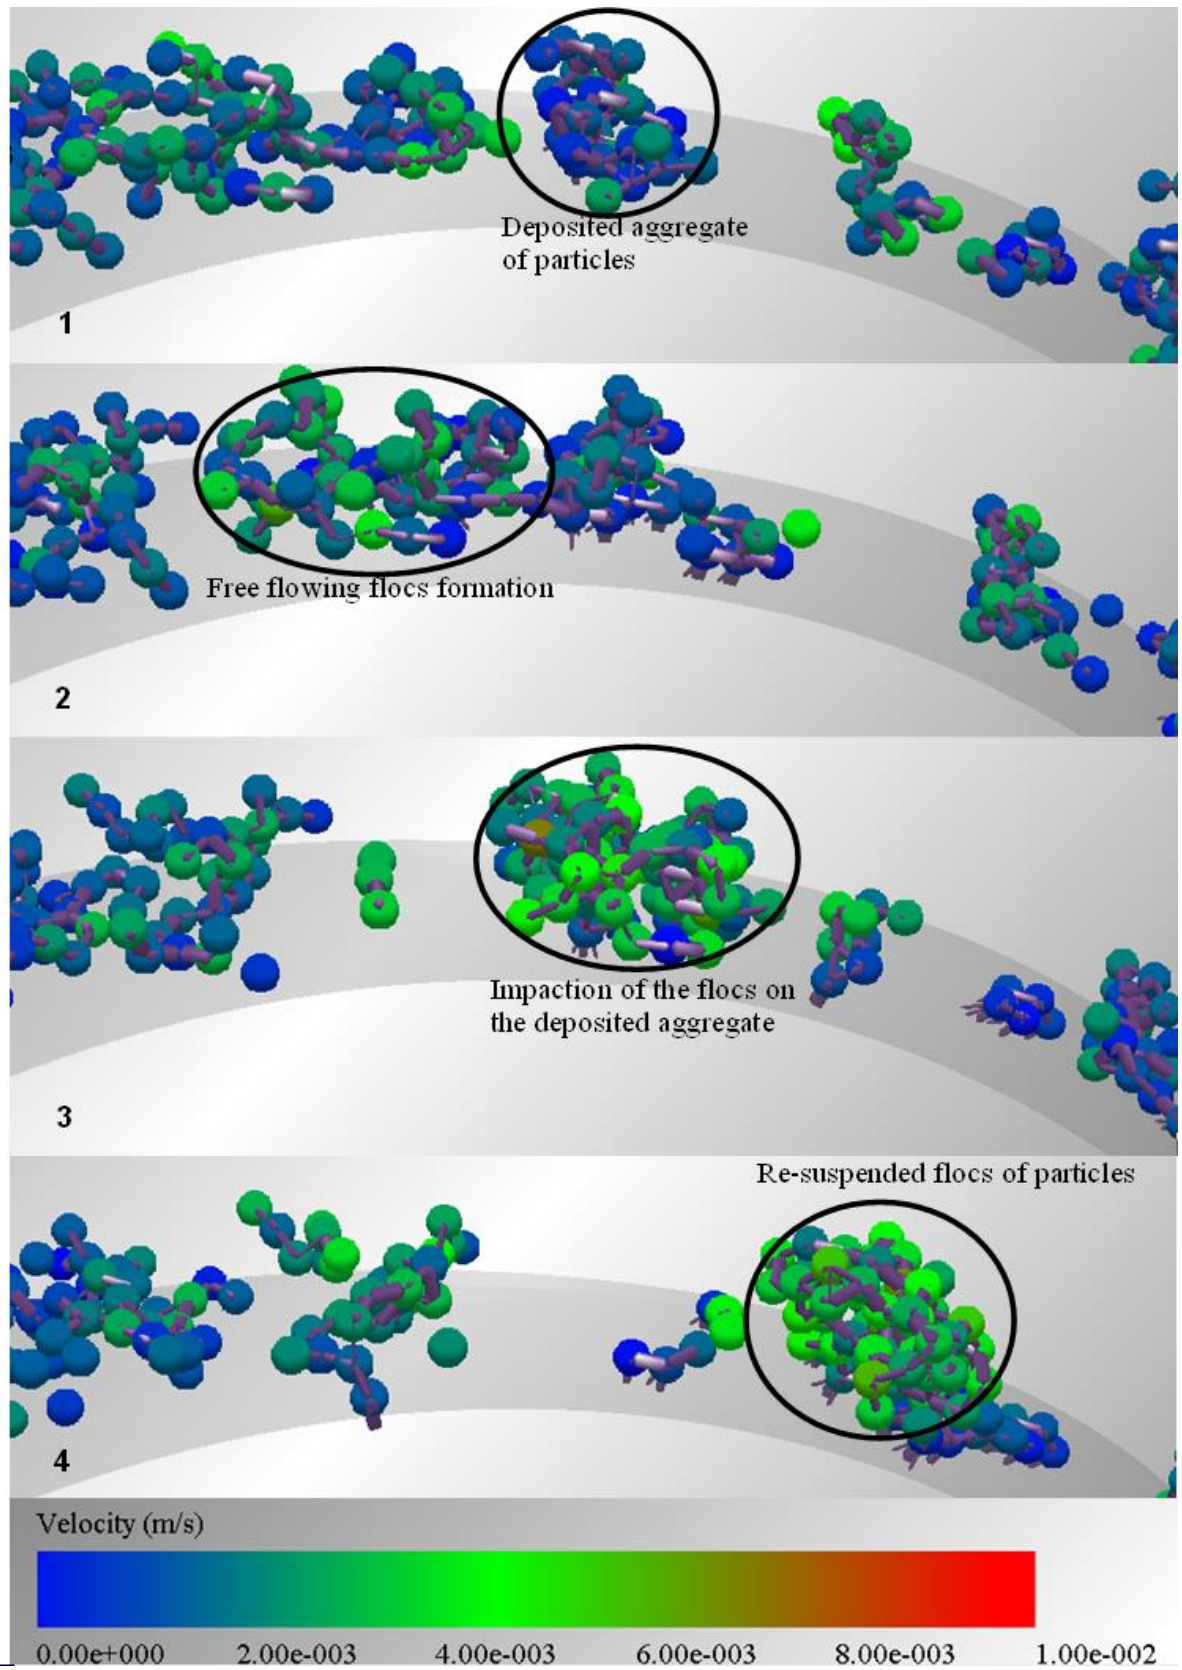 Deposited aggregate
of particles
1
Free flowing flocs formation
2
Impaction of the flocs on
the deposited aggregate
3
Re-suspended flocs of particles
4
Velocity (m/s)
0.00e+000 2.00e-003 4.00e-003 6.00e-003 8.00e-003 1.00e-002